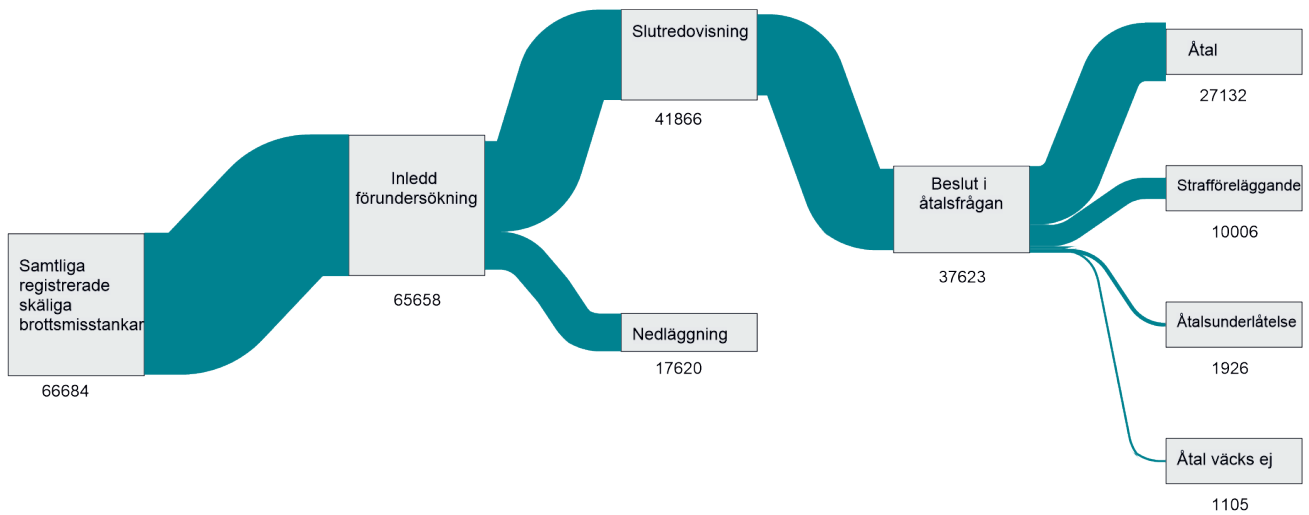 Samtliga
registrerade
skäliga
brottsmisstankar
66684
Inledd
förundersökning
65658
Slutredovisning
41866
Nedläggning
17620
Beslut i
åtalsfrågan
37623
Åtal
27132
Strafföreläggande
10006
Åtalsunderlåtelse
1926
Åtal väcks ej
1105